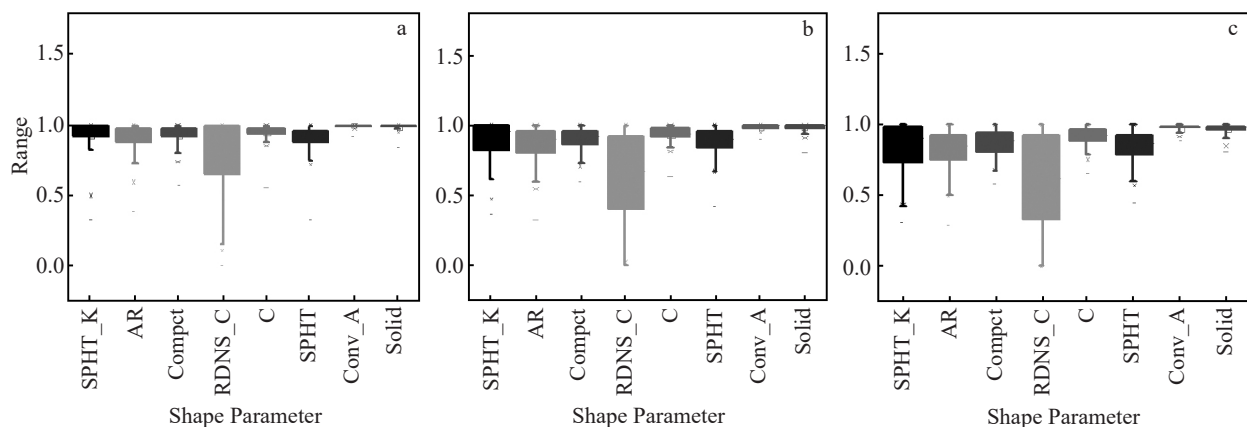 a
1.5
1.0
0.5
0.0
Range
SPHT_K
AR
Compct
RDNS_C
C
SPHT
Conv_A
Solid
Shape Parameter
b
1.5
1.0
0.5
0.0
SPHT_K
AR
Compct
RDNS_C
C
SPHT
Conv_A
Solid
Shape Parameter
c
1.5
1.0
0.5
0.0
SPHT_K
AR
Compct
RDNS_C
C
SPHT
Conv_A
Solid
Shape Parameter